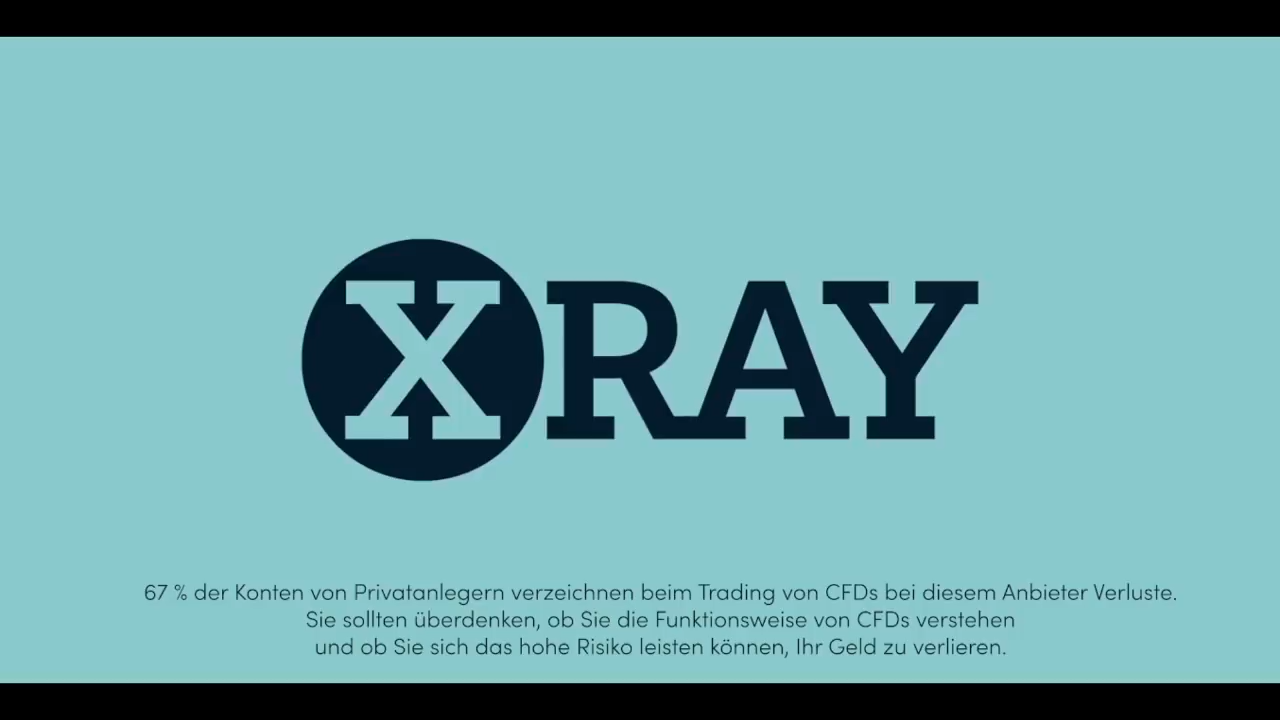 XRAY
67 % der Konten von Privatanlegern verzeichnen beim Trading von CFDs bei diesem Anbieter Verluste.
Sie sollten überdenken, ob Sie die Funktionsweise von CFDs verstehen
und ob Sie sich das hohe Risiko leisten können, Ihr Geld zu verlieren.